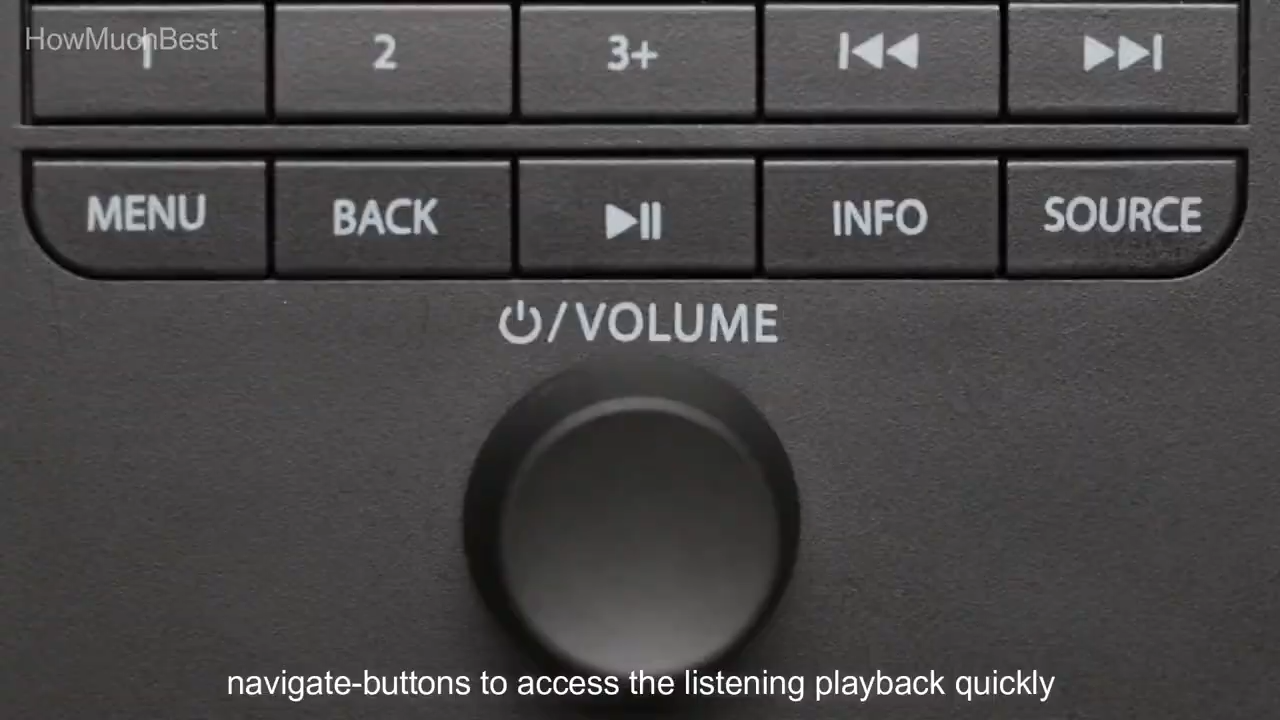 HowMuchBest
1 2 3+
MENU BACK INFO SOURCE
/VOLUME
navigate-buttons to access the listening playback quickly